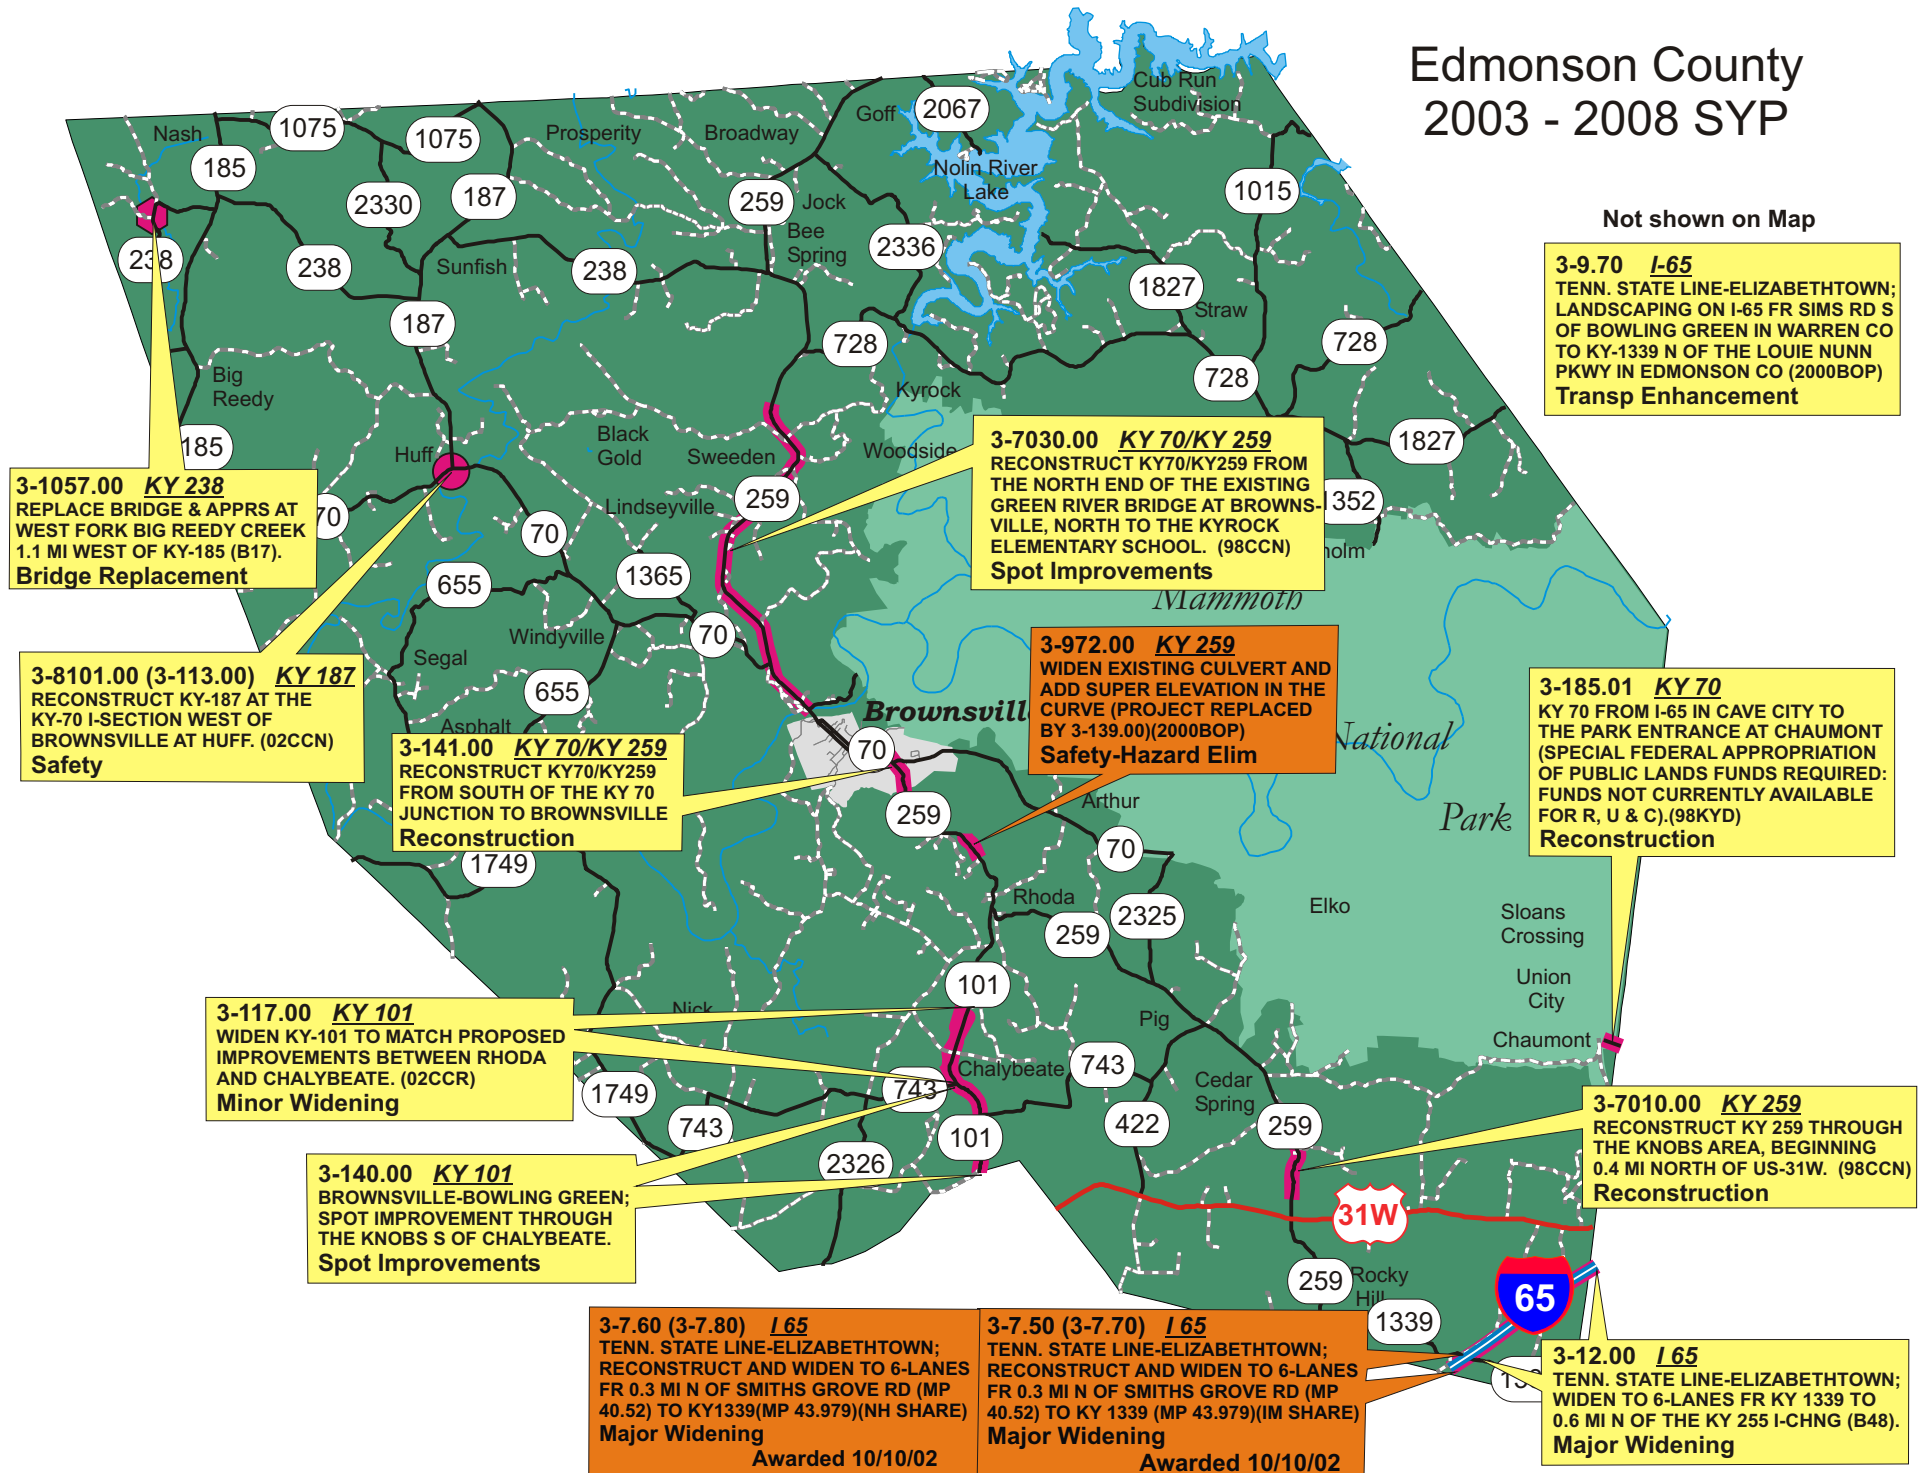 Edmonson County
2003 - 2008 SYP
Not shown on Map
3-9.70 I-65
TENN. STATE LINE-ELIZABETHTOWN;
LANDSCAPING ON I-65 FR SIMS RD S
OF BOWLING GREEN IN WARREN CO
TO KY-1339 N OF THE LOUIE NUNN
PKWY IN EDMONSON CO (2000BOP)
Transp Enhancement
Nash
1075
1075
185
2330
187
Prosperity
Broadway
Goff
2067
Cub Run
Subdivision
Nolin River
Lake
259
Jock
Bee
Spring
2336
1015
238
238
Sunfish
238
187
1827
Straw
728
728
728
Big
Reedy
185
Kyrock
Huff
Black
Gold
Sweeden
Woodside
1827
259
Lindseyville
1352
70
70
655
1365
Windyville
70
Segal
655
Asphalt
Mammoth
National
Park
Brownsvill
70
259
Arthur
70
1749
Rhoda
259
2325
Elko
Sloans
Crossing
Union
City
Chaumont
101
Nick
Pig
Chalybeate
743
743
1749
743
Cedar
Spring
422
259
101
2326
31W
259
Rocky
Hill
65
1339
3-1057.00 KY 238
REPLACE BRIDGE & APPRS AT
WEST FORK BIG REEDY CREEK
1.1 MI WEST OF KY-185 (B17).
Bridge Replacement
3-7030.00 KY 70/KY 259
RECONSTRUCT KY70/KY259 FROM
THE NORTH END OF THE EXISTING
GREEN RIVER BRIDGE AT BROWNS-
VILLE, NORTH TO THE KYROCK
ELEMENTARY SCHOOL. (98CCN)
Spot Improvements
3-8101.00 (3-113.00) KY 187
RECONSTRUCT KY-187 AT THE
KY-70 I-SECTION WEST OF
BROWNSVILLE AT HUFF. (02CCN)
Safety
3-972.00 KY 259
WIDEN EXISTING CULVERT AND
ADD SUPER ELEVATION IN THE
CURVE (PROJECT REPLACED
BY 3-139.00)(2000BOP)
Safety-Hazard Elim
3-185.01 KY 70
KY 70 FROM I-65 IN CAVE CITY TO
THE PARK ENTRANCE AT CHAUMONT
(SPECIAL FEDERAL APPROPRIATION
OF PUBLIC LANDS FUNDS REQUIRED:
FUNDS NOT CURRENTLY AVAILABLE
FOR R, U & C).(98KYD)
Reconstruction
3-141.00 KY 70/KY 259
RECONSTRUCT KY70/KY259
FROM SOUTH OF THE KY 70
JUNCTION TO BROWNSVILLE
Reconstruction
3-117.00 KY 101
WIDEN KY-101 TO MATCH PROPOSED
IMPROVEMENTS BETWEEN RHODA
AND CHALYBEATE. (02CCR)
Minor Widening
3-7010.00 KY 259
RECONSTRUCT KY 259 THROUGH
THE KNOBS AREA, BEGINNING
0.4 MI NORTH OF US-31W. (98CCN)
Reconstruction
3-140.00 KY 101
BROWNSVILLE-BOWLING GREEN;
SPOT IMPROVEMENT THROUGH
THE KNOBS S OF CHALYBEATE.
Spot Improvements
3-7.60 (3-7.80) I 65
TENN. STATE LINE-ELIZABETHTOWN;
RECONSTRUCT AND WIDEN TO 6-LANES
FR 0.3 MI N OF SMITHS GROVE RD (MP
40.52) TO KY1339(MP 43.979)(NH SHARE)
Major Widening
Awarded 10/10/02
3-7.50 (3-7.70) I 65
TENN. STATE LINE-ELIZABETHTOWN;
RECONSTRUCT AND WIDEN TO 6-LANES
FR 0.3 MI N OF SMITHS GROVE RD (MP
40.52) TO KY 1339 (MP 43.979)(IM SHARE)
Major Widening
Awarded 10/10/02
3-12.00 I 65
TENN. STATE LINE-ELIZABETHTOWN;
WIDEN TO 6-LANES FR KY 1339 TO
0.6 MI N OF THE KY 255 I-CHNG (B48).
Major Widening